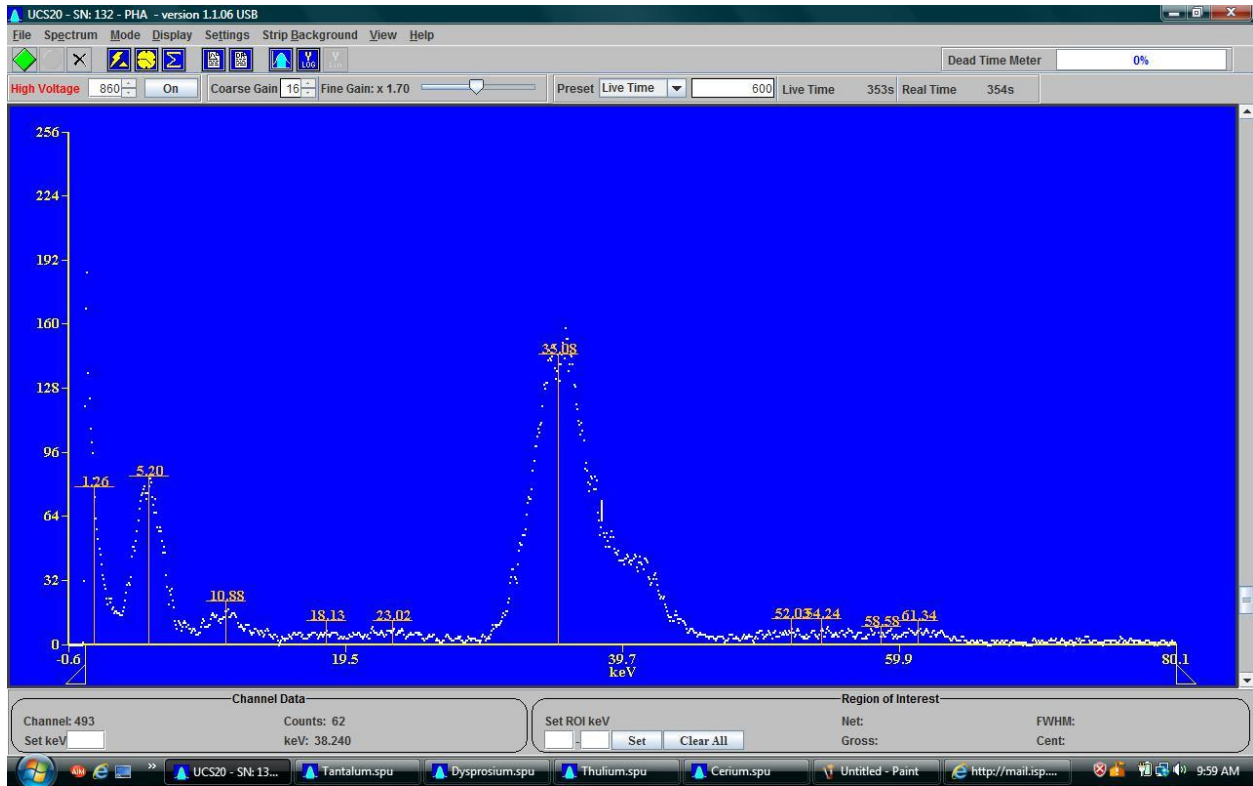 UCS20 - SN: 132 - PHA - version 1.1.06 USB
File Spectrum Mode Display Settings Strip Background View Help
Dead Time Meter 0%
High Voltage 860 On Coarse Gain 16 Fine Gain: x 1.70 Preset Live Time 600 Live Time 353s Real Time 354s
256
224
192
160
35.08
128
96
5.20
1.26
64
32
10.88
18.13 23.02 52.03 54.24 58.58 61.34
0
-0.6 19.5 39.7 59.9 80.1
keV
Channel Data
Region of Interest
Channel: 493 Counts: 62 Set ROI keV Net: FWHM:
Set keV keV: 38.240 - Set Clear All Gross: Cent:
» UCS20 - SN: 13... Tantalum.spu Dysprosium.spu Thulium.spu Cerium.spu Untitled - Paint http://mail.isp.... 9:59 AM